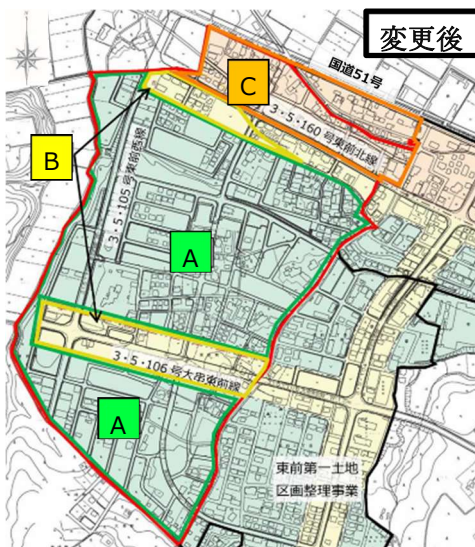 変更後
国道51号
C
3・5・160号東前北線
B
3・5・105号東前西線
A
3・5・106号大串東前線
A
東前第一土地
区画整理事業